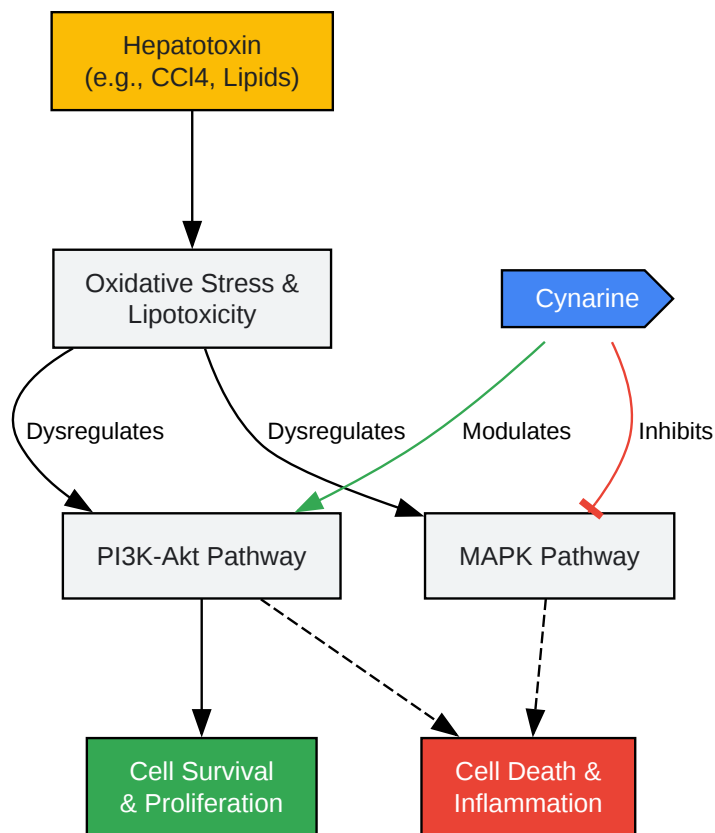 Hepatotoxin
(e.g., CCl4, Lipids)
Oxidative Stress &
Lipotoxicity
Cynarine
Dysregulates
Dysregulates
Modulates
Inhibits
PI3K-Akt Pathway
MAPK Pathway
Cell Survival
& Proliferation
Cell Death &
Inflammation